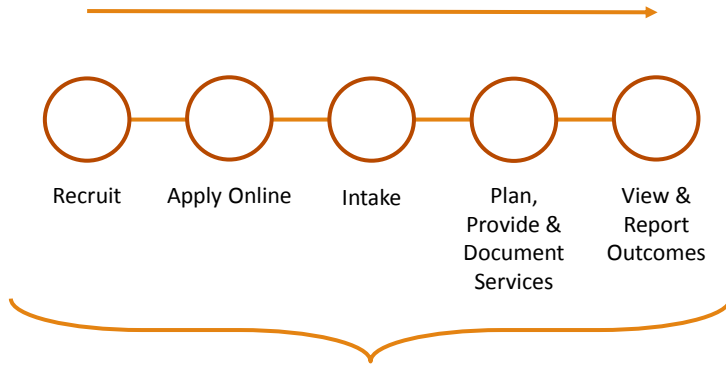 Recruit
Apply Online
Intake
Plan,
Provide &
Document
Services
View &
Report
Outcomes